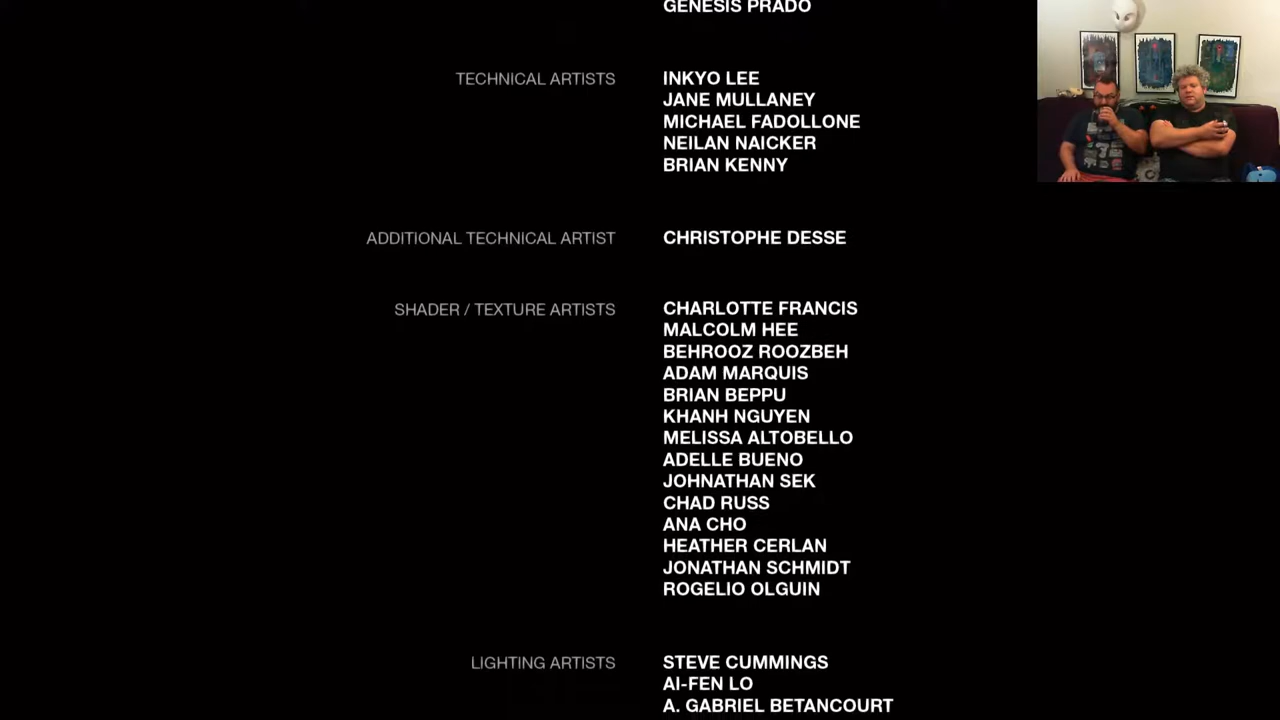 GENESIS PRADO
TECHNICAL ARTISTS INKYO LEE
JANE MULLANEY
MICHAEL FADOLLONE
NEILAN NAICKER
BRIAN KENNY
ADDITIONAL TECHNICAL ARTIST CHRISTOPHE DESSE
SHADER / TEXTURE ARTISTS CHARLOTTE FRANCIS
MALCOLM HEE
BEHROOZ ROOZBEH
ADAM MARQUIS
BRIAN BEPPU
KHANH NGUYEN
MELISSA ALTOBELLO
ADELLE BUENO
JOHNATHAN SEK
CHAD RUSS
ANA CHO
HEATHER CERLAN
JONATHAN SCHMIDT
ROGELIO OLGUIN
LIGHTING ARTISTS STEVE CUMMINGS
AI-FEN LO
A. GABRIEL BETANCOURT